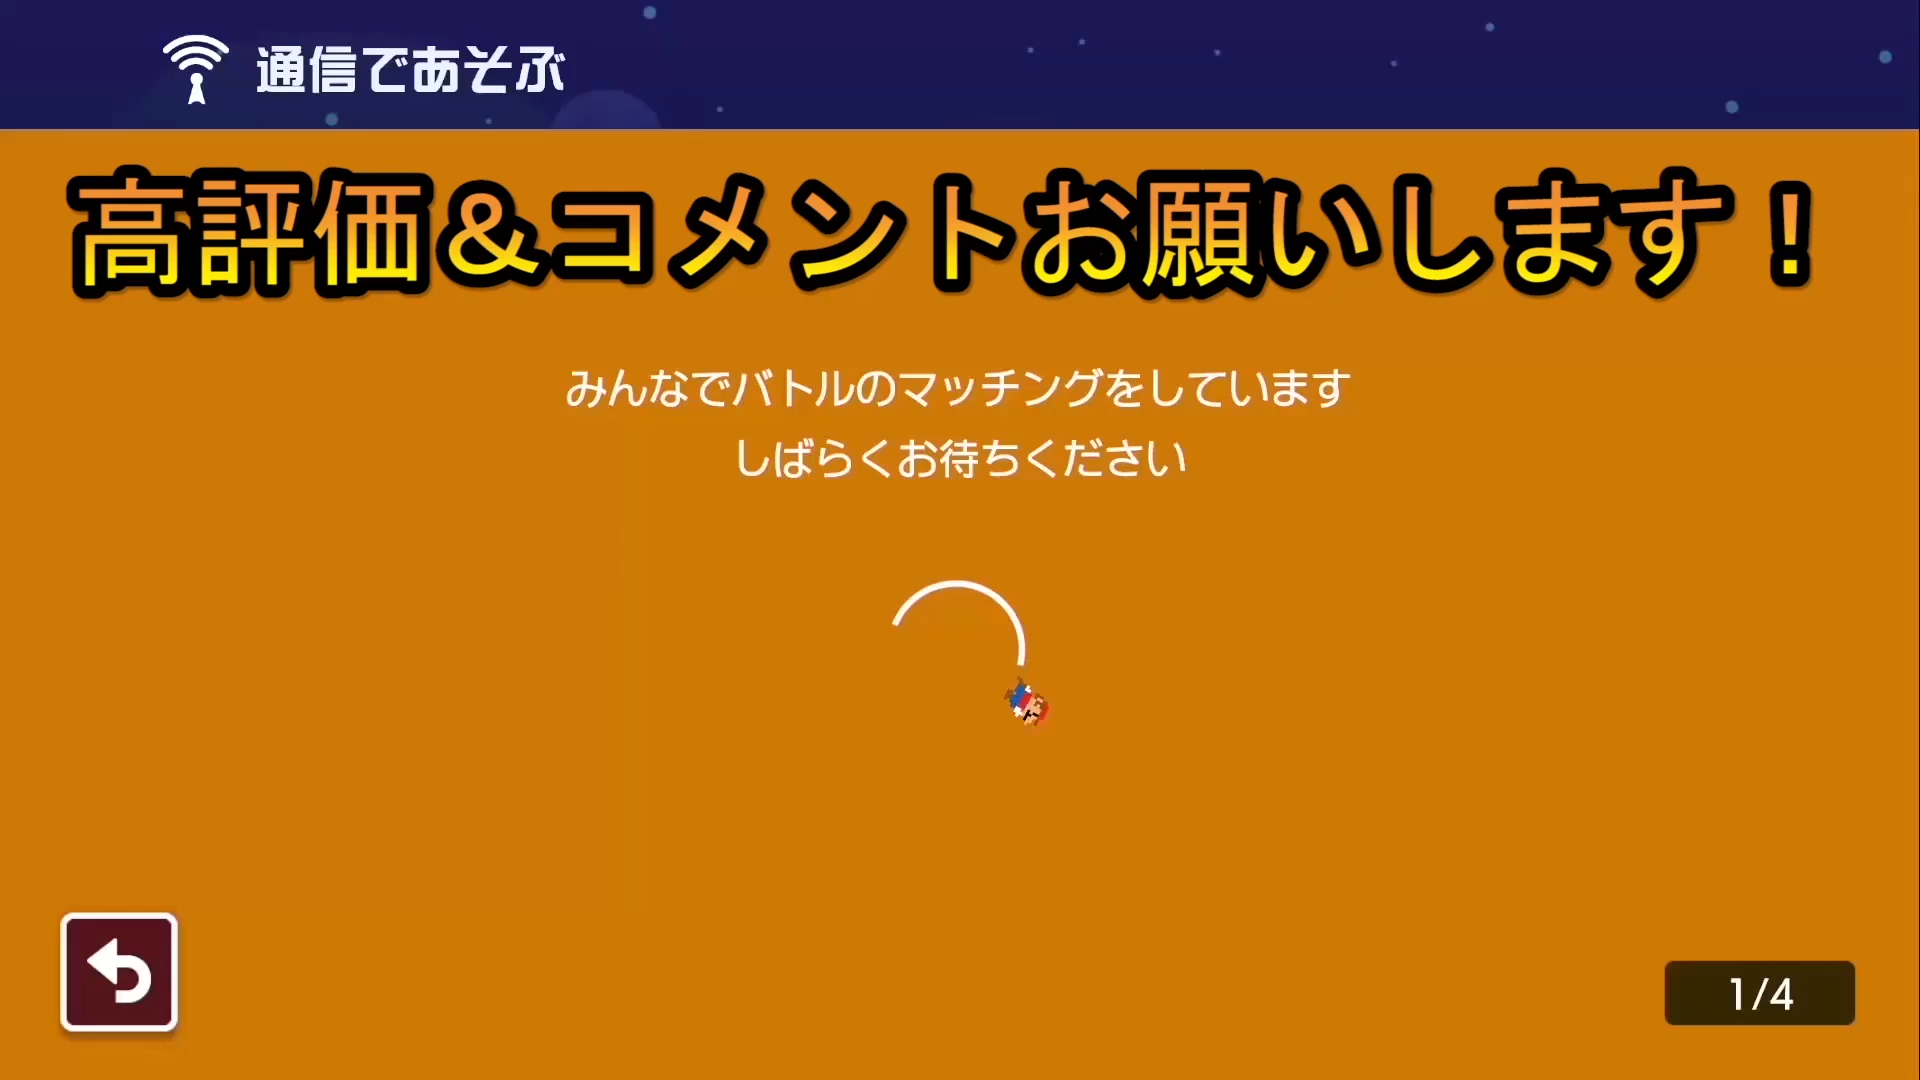 通信であそぶ
高評価＆コメントお願いします！
みんなでバトルのマッチングをしています
しばらくお待ちください
1/4